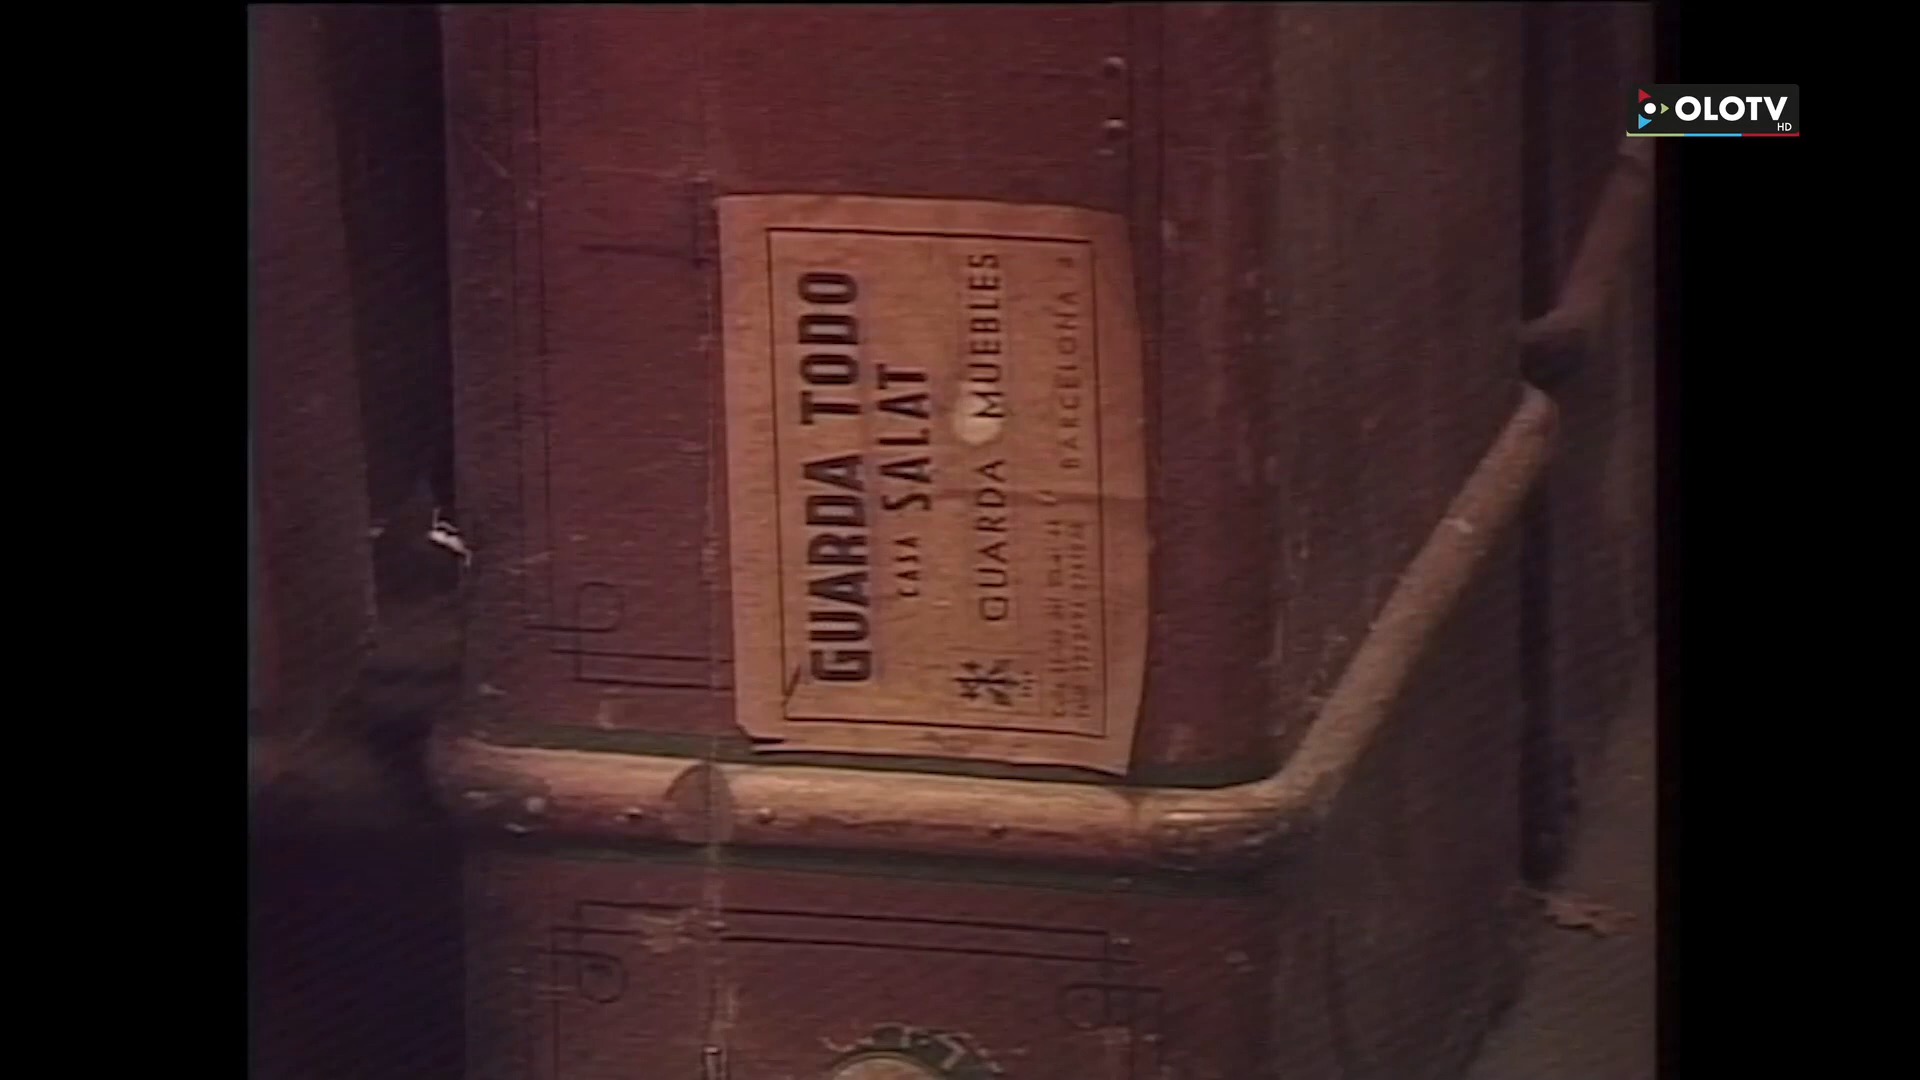 GUARDA TODO
CASA SALAT
GUARDA MUEBLES
BARCELONA
OLOTV
HD